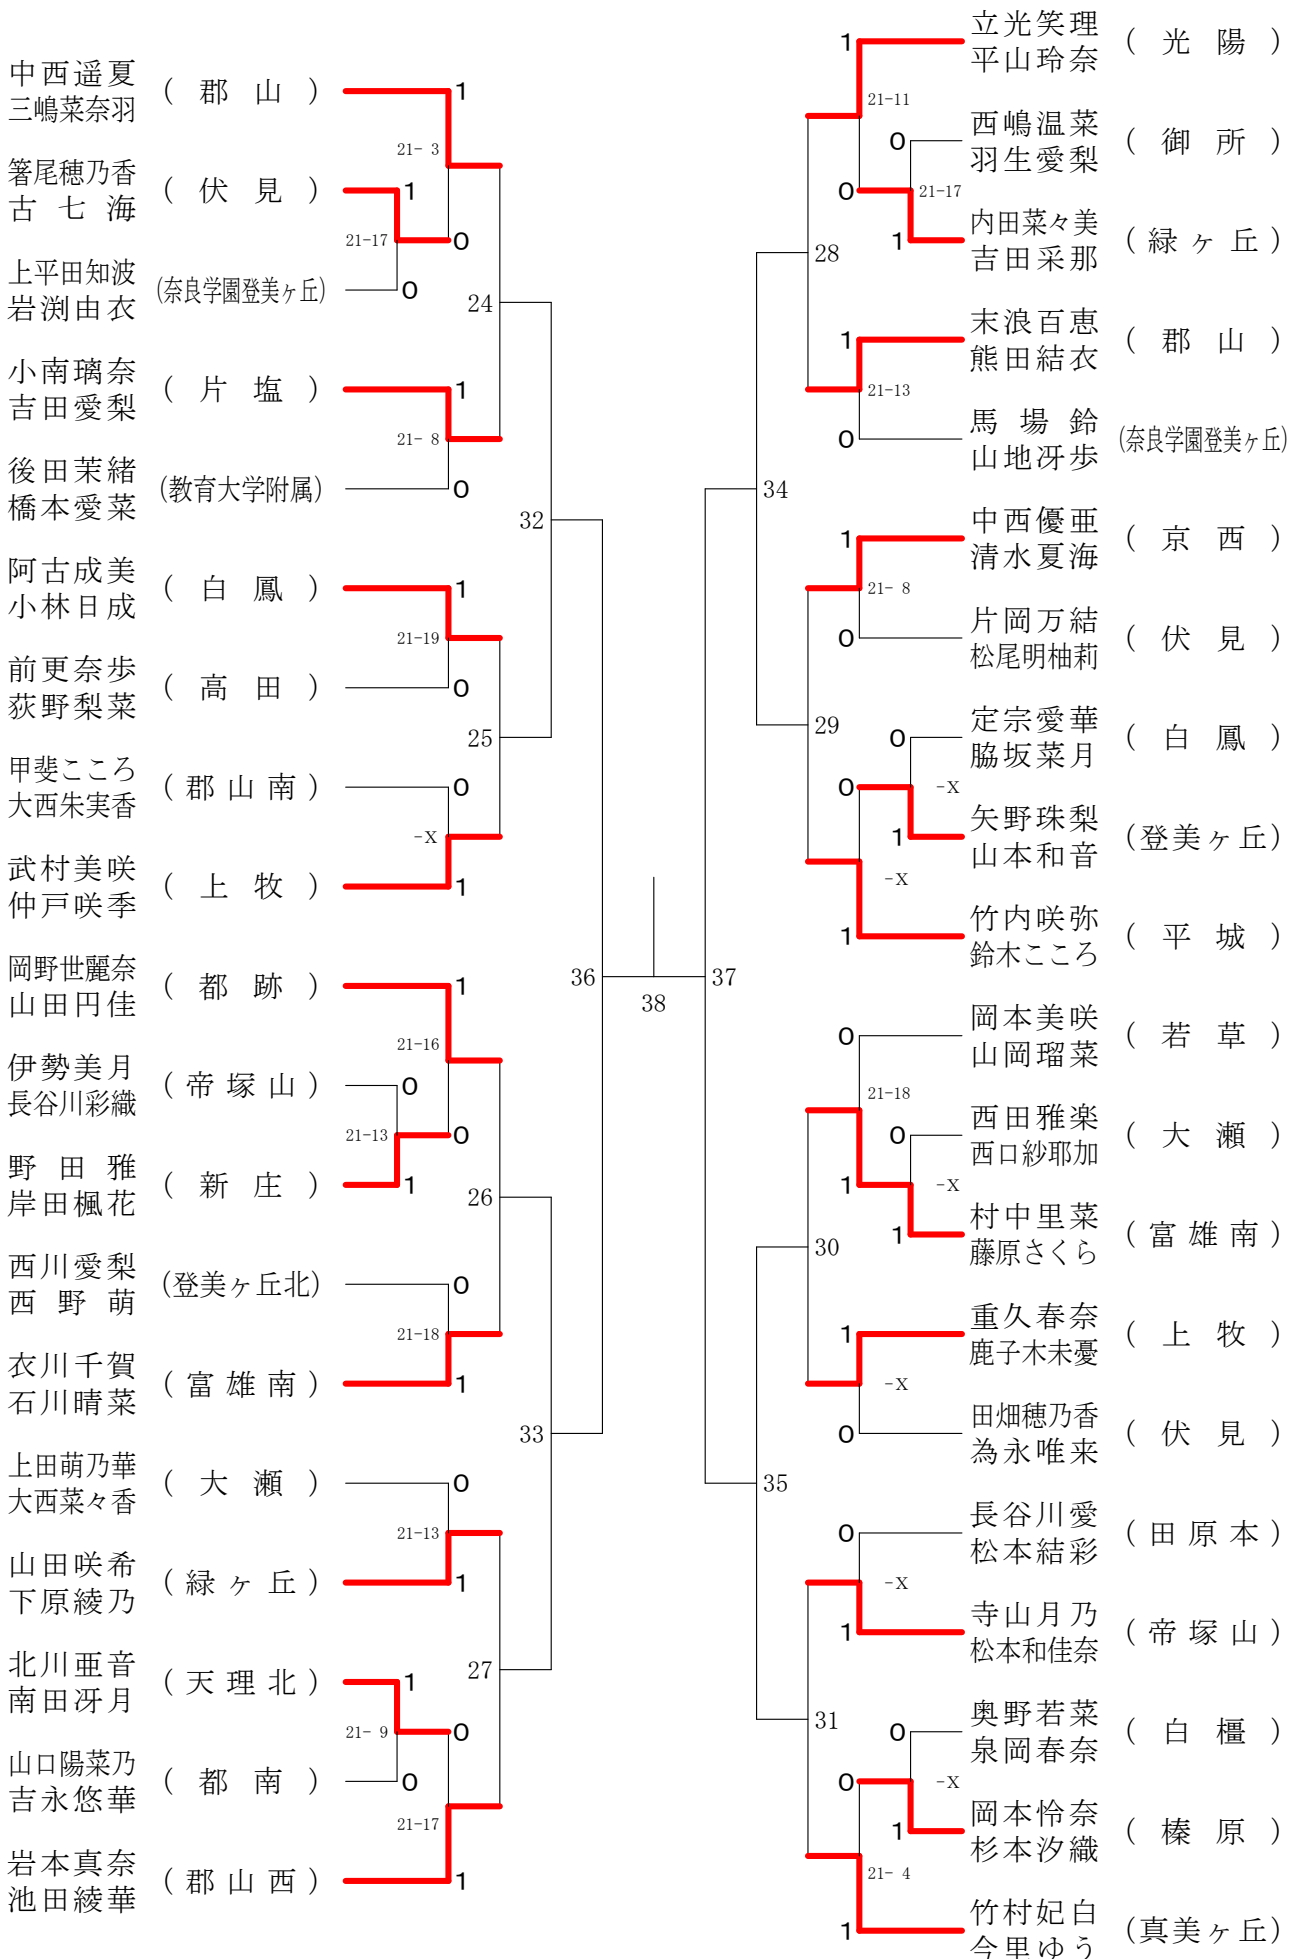 中西遥夏
三嶋菜奈羽
( 郡 山 )
1
21- 3
箸尾穂乃香
古 七 海
( 伏 見 )
1
21-17
0
上平田知波
岩渕由衣
(奈良学園登美ヶ丘)
0
24
小南璃奈
吉田愛梨
( 片 塩 )
1
21- 8
後田茉緒
橋本愛菜
(教育大学附属)
0
32
阿古成美
小林日成
( 白 鳳 )
1
21-19
前更奈歩
荻野梨菜
( 高 田 )
0
25
甲斐こころ
大西朱実香
( 郡 山 南 )
0
-X
武村美咲
仲戸咲季
( 上 牧 )
1
36
岡野世麗奈
山田円佳
( 都 跡 )
1
21-16
伊勢美月
長谷川彩織
( 帝 塚 山 )
0
21-13
0
野 田 雅
岸田楓花
( 新 庄 )
1
26
西川愛梨
西 野 萌
(登美ヶ丘北)
0
21-18
衣川千賀
石川晴菜
( 富 雄 南 )
1
33
上田萌乃華
大西菜々香
( 大 瀬 )
0
21-13
山田咲希
下原綾乃
( 緑 ヶ 丘 )
1
27
北川亜音
南田冴月
( 天 理 北 )
1
21- 9
0
山口陽菜乃
吉永悠華
( 都 南 )
0
21-17
岩本真奈
池田綾華
( 郡 山 西 )
1
38
立光笑理
平山玲奈
( 光 陽 )
1
21-11
西嶋温菜
羽生愛梨
( 御 所 )
0
0
21-17
内田菜々美
吉田采那
( 緑 ヶ 丘 )
1
28
末浪百恵
熊田結衣
( 郡 山 )
1
21-13
馬 場 鈴
山地冴歩
(奈良学園登美ヶ丘)
0
34
中西優亜
清水夏海
( 京 西 )
1
21- 8
片岡万結
松尾明柚莉
( 伏 見 )
0
29
定宗愛華
脇坂菜月
( 白 鳳 )
0
0
-X
矢野珠梨
山本和音
(登美ヶ丘)
1
-X
竹内咲弥
鈴木こころ
( 平 城 )
1
37
岡本美咲
山岡瑠菜
( 若 草 )
0
21-18
西田雅楽
西口紗耶加
( 大 瀬 )
0
1
-X
村中里菜
藤原さくら
( 富 雄 南 )
1
30
重久春奈
鹿子木未憂
( 上 牧 )
1
-X
田畑穂乃香
為永唯来
( 伏 見 )
0
35
長谷川愛
松本結彩
( 田 原 本 )
0
-X
寺山月乃
松本和佳奈
( 帝 塚 山 )
1
31
奥野若菜
泉岡春奈
( 白 橿 )
0
0
-X
岡本怜奈
杉本汐織
( 榛 原 )
1
21- 4
竹村妃白
今里ゆう
(真美ヶ丘)
1